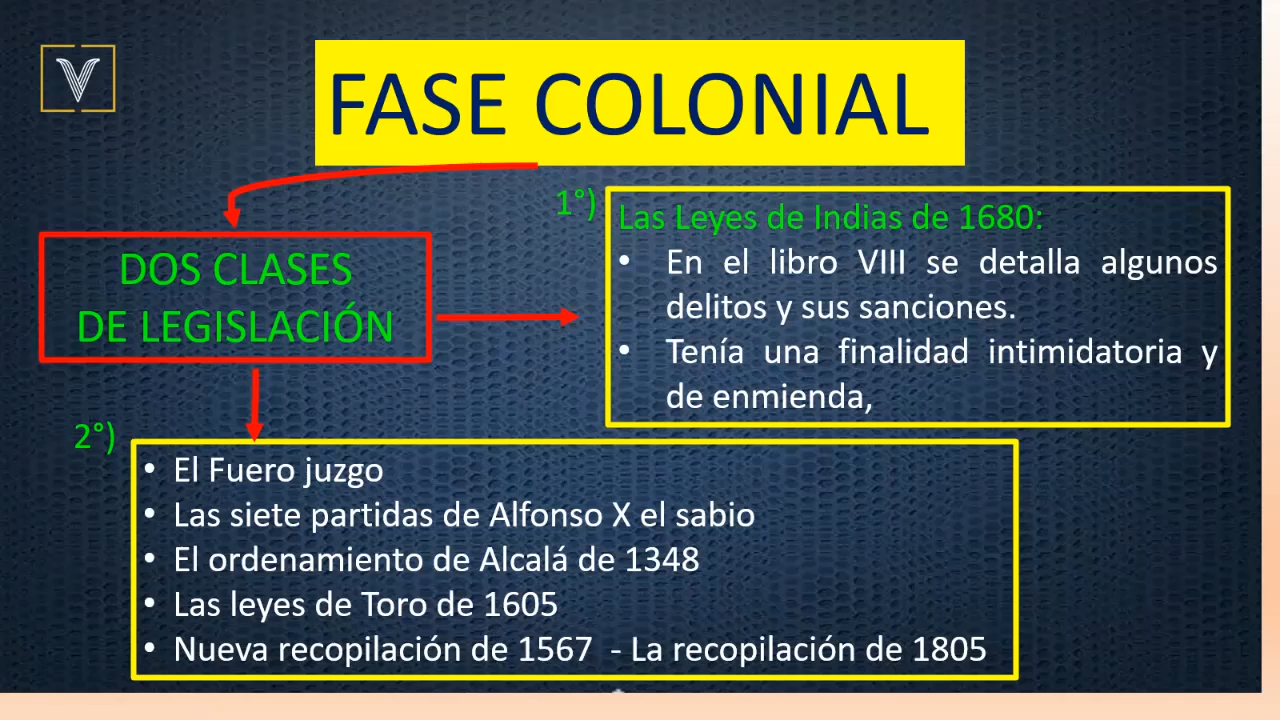 V
FASE COLONIAL
DOS CLASES
DE LEGISLACIÓN
1°)
Las Leyes de Indias de 1680:
• En el libro VIII se detalla algunos
delitos y sus sanciones.
• Tenía una finalidad intimidatoria y
de enmienda,
2°)
• El Fuero juzgo
• Las siete partidas de Alfonso X el sabio
• El ordenamiento de Alcalá de 1348
• Las leyes de Toro de 1605
• Nueva recopilación de 1567 - La recopilación de 1805